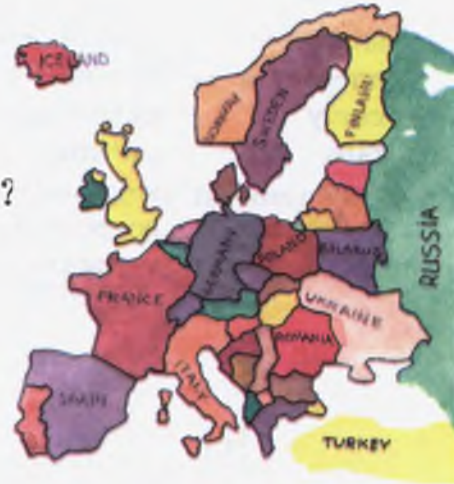 ICELAND
NORWAY
SWEDEN
FINLAND
?
RUSSIA
GERMANY
POLAND
BELARUS
FRANCE
UKRAINE
ITALY
ROMANIA
SPAIN
TURKEY